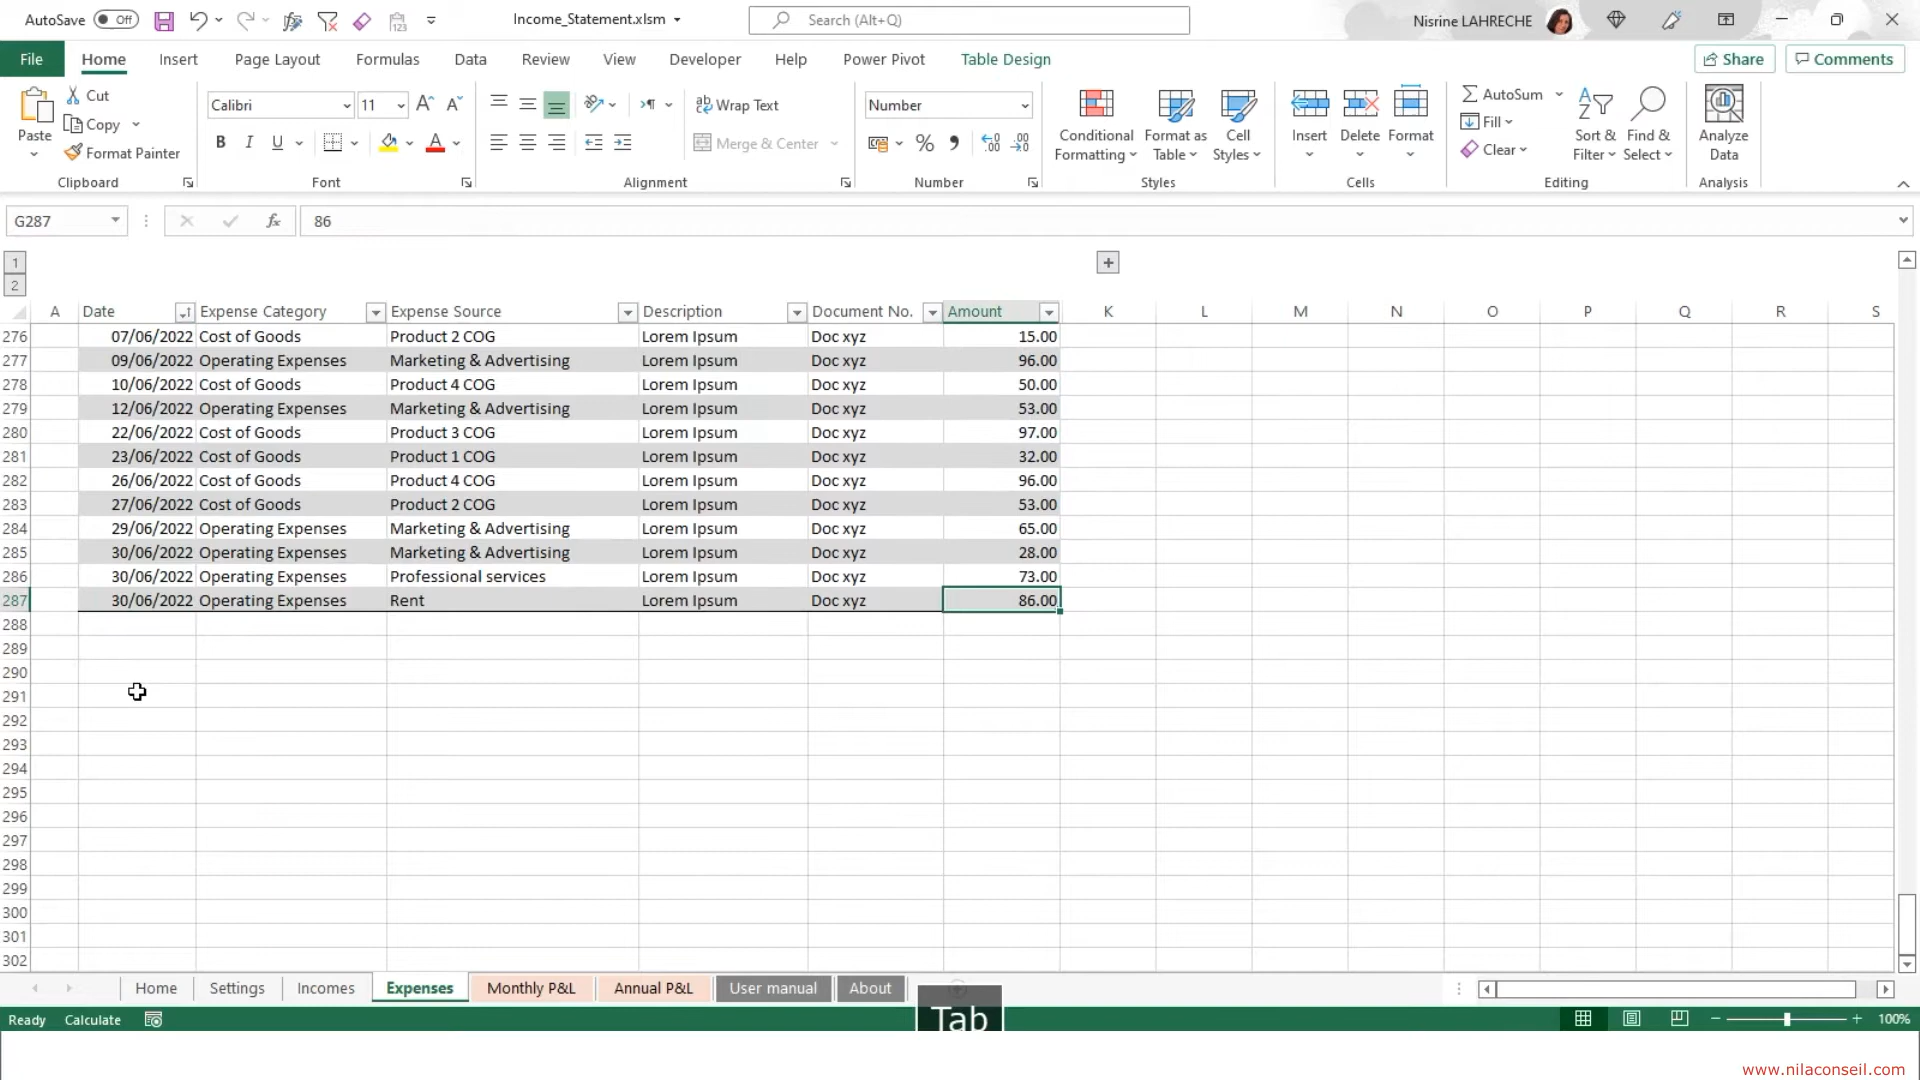 AutoSave Off Income_Statement.xlsm Search (Alt+Q) Nisrine LAHRECHE
File Home Insert Page Layout Formulas Data Review View Developer Help Power Pivot Table Design Share Comments
Paste Cut Copy Format Painter Clipboard
Calibri 11 B I U A Font
Wrap Text Merge & Center Alignment
Number % Number
Conditional Formatting Format as Table Cell Styles Styles
Insert Delete Format Cells
AutoSum Fill Clear Sort & Filter Find & Select Editing
Analyze Data Analysis
G287 fx 86
1
2
A Date Expense Category Expense Source Description Document No. Amount K L M N O P Q R S
276 07/06/2022 Cost of Goods Product 2 COG Lorem Ipsum Doc xyz 15.00
277 09/06/2022 Operating Expenses Marketing & Advertising Lorem Ipsum Doc xyz 96.00
278 10/06/2022 Cost of Goods Product 4 COG Lorem Ipsum Doc xyz 50.00
279 12/06/2022 Operating Expenses Marketing & Advertising Lorem Ipsum Doc xyz 53.00
280 22/06/2022 Cost of Goods Product 3 COG Lorem Ipsum Doc xyz 97.00
281 23/06/2022 Cost of Goods Product 1 COG Lorem Ipsum Doc xyz 32.00
282 26/06/2022 Cost of Goods Product 4 COG Lorem Ipsum Doc xyz 96.00
283 27/06/2022 Cost of Goods Product 2 COG Lorem Ipsum Doc xyz 53.00
284 29/06/2022 Operating Expenses Marketing & Advertising Lorem Ipsum Doc xyz 65.00
285 30/06/2022 Operating Expenses Marketing & Advertising Lorem Ipsum Doc xyz 28.00
286 30/06/2022 Operating Expenses Professional services Lorem Ipsum Doc xyz 73.00
287 30/06/2022 Operating Expenses Rent Lorem Ipsum Doc xyz 86.00
288
289
290
291
292
293
294
295
296
297
298
299
300
301
302
Home Settings Incomes Expenses Monthly P&L Annual P&L User manual About
Ready Calculate Tab 100%
www.nilaconseil.com